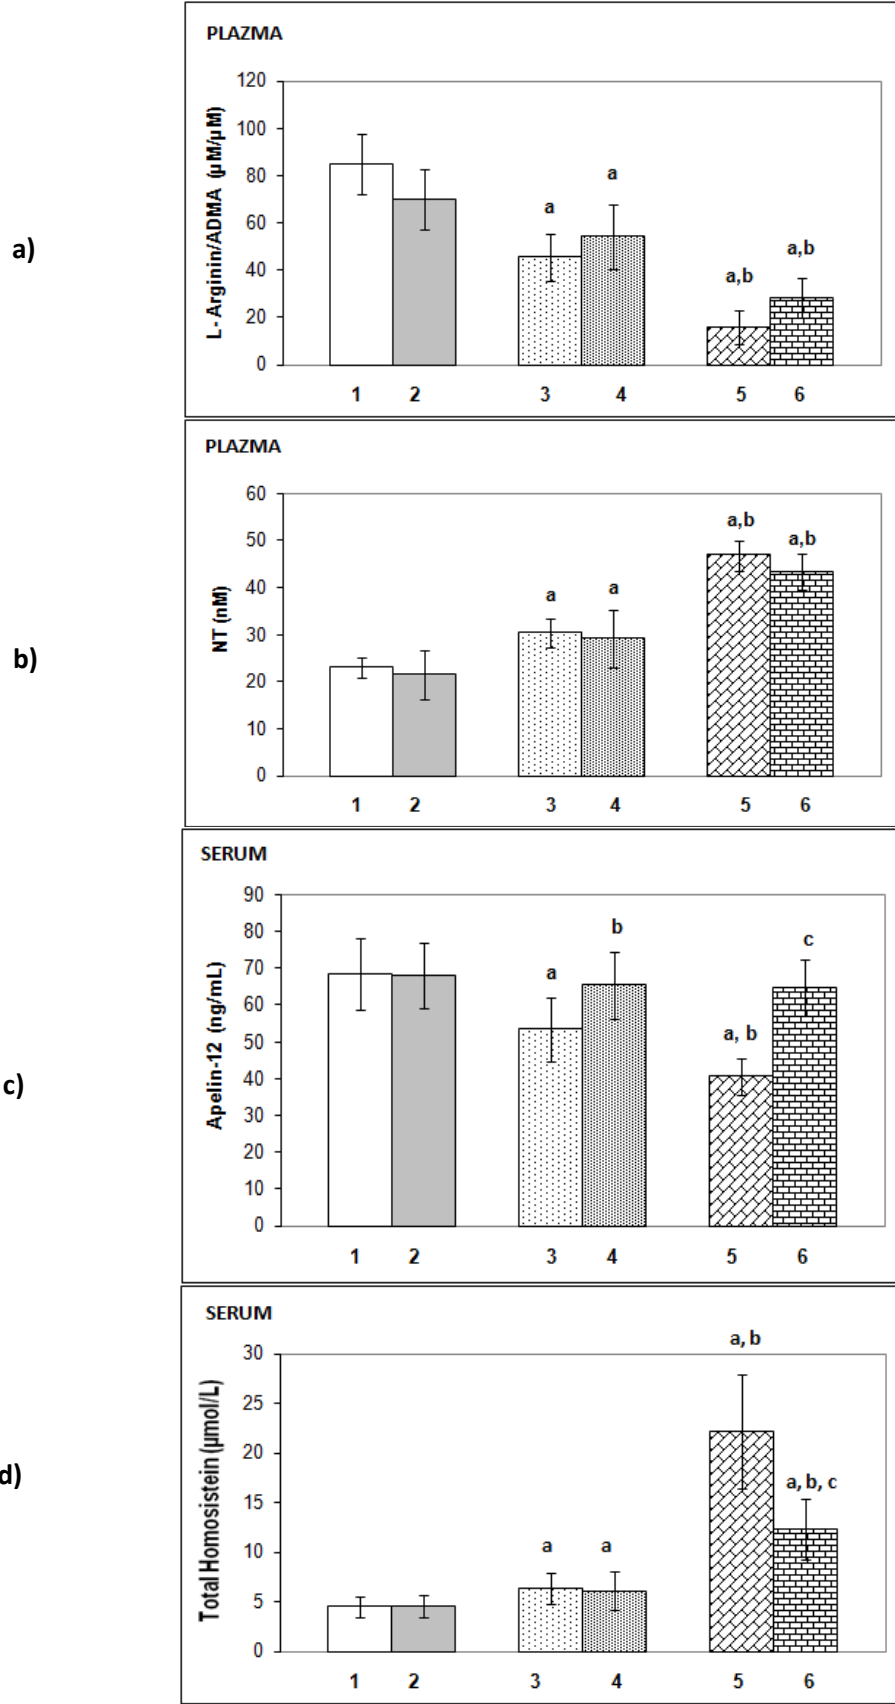 a)
PLAZMA
L-Arginin/ADMA (µM/µM)
120
100
80
60
40
20
0
a
a
a,b
a,b
1 2 3 4 5 6
b)
PLAZMA
NT (nM)
60
50
40
30
20
10
0
a
a
a,b
a,b
1 2 3 4 5 6
c)
SERUM
Apelin-12 (ng/mL)
90
80
70
60
50
40
30
20
10
0
a
b
a, b
c
1 2 3 4 5 6
d)
SERUM
Total Homosistein (µmol/L)
30
25
20
15
10
5
0
a
a
a, b
a, b, c
1 2 3 4 5 6